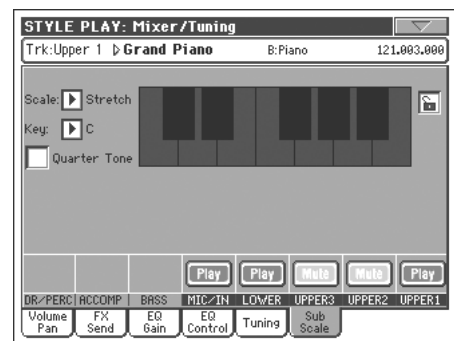 STYLE PLAY: Mixer/Tuning
Trk:Upper 1 Grand Piano B:Piano 121.003.000
Scale: Stretch
Key: C
Quarter Tone
Play Play Mute Mute Play
DR/PERC ACCOMP BASS MIC/IN LOWER UPPER3 UPPER2 UPPER1
Volume Pan FX Send EQ Gain EQ Control Tuning Sub Scale